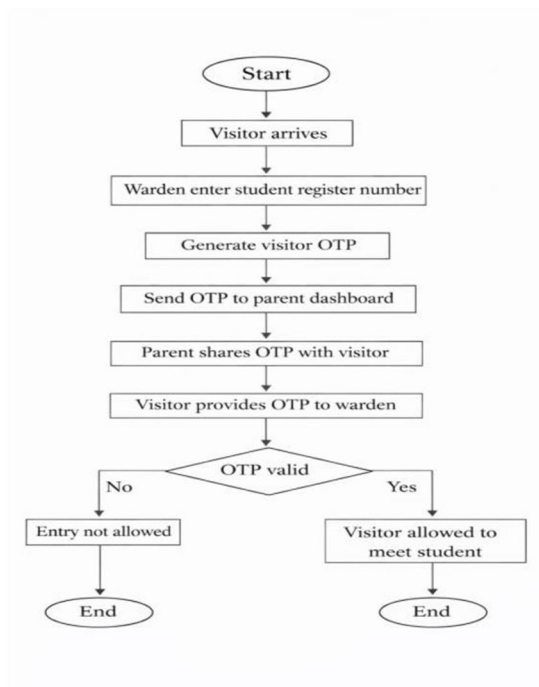 Start
Visitor arrives
Warden enter student register number
Generate visitor OTP
Send OTP to parent dashboard
Parent shares OTP with visitor
Visitor provides OTP to warden
OTP valid
No
Yes
Entry not allowed
Visitor allowed to
meet student
End
End